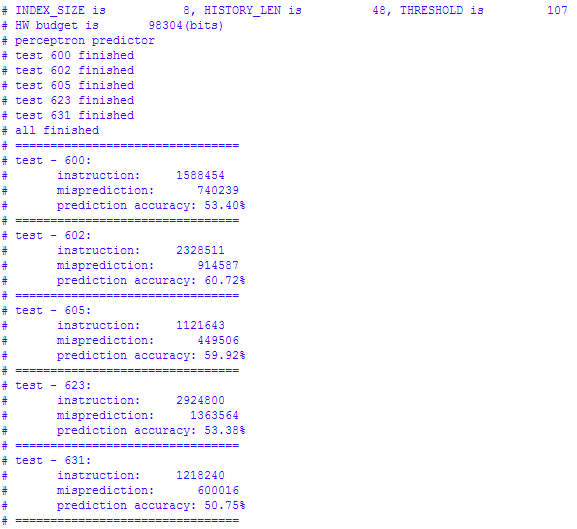 # INDEX_SIZE is           8, HISTORY_LEN is          48, THRESHOLD is         107
# HW budget is       98304(bits)
# perceptron predictor
# test 600 finished
# test 602 finished
# test 605 finished
# test 623 finished
# test 631 finished
# all finished
# ================================
# test - 600:
#       instruction:     1588454
#       misprediction:      740239
#       prediction accuracy: 53.40%
# ================================
# test - 602:
#       instruction:     2328511
#       misprediction:      914587
#       prediction accuracy: 60.72%
# ================================
# test - 605:
#       instruction:     1121643
#       misprediction:      449506
#       prediction accuracy: 59.92%
# ================================
# test - 623:
#       instruction:     2924800
#       misprediction:     1363564
#       prediction accuracy: 53.38%
# ================================
# test - 631:
#       instruction:     1218240
#       misprediction:      600016
#       prediction accuracy: 50.75%
# ================================